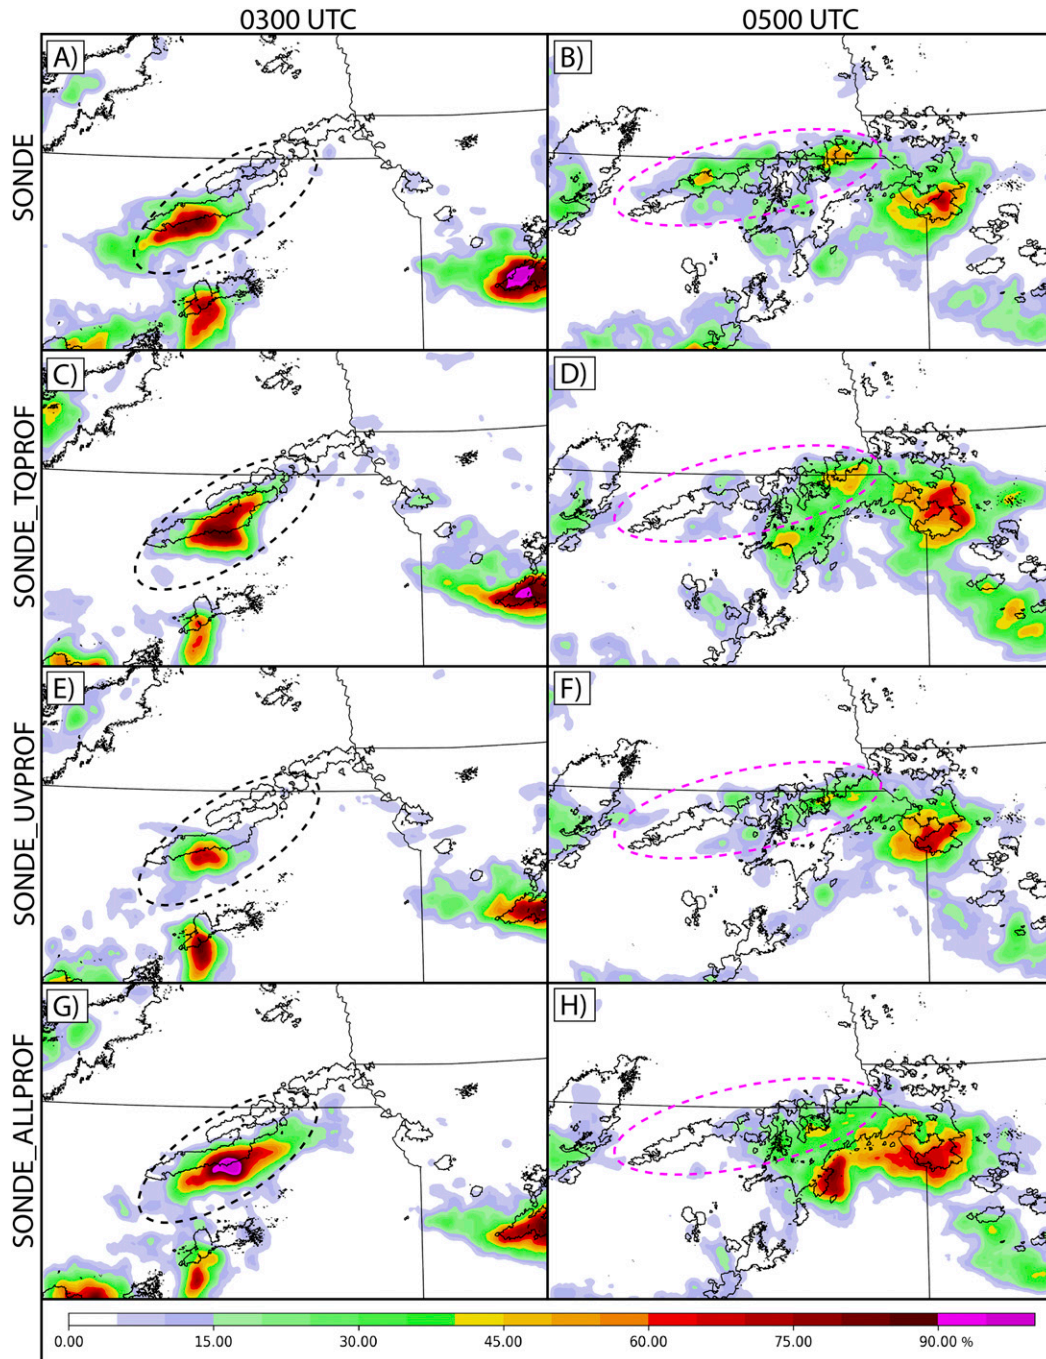 0300 UTC 0500 UTC
A) B)
SONDE
C) D)
SONDE_TQPROF
E) F)
SONDE_UVPROF
G) H)
SONDE_ALLPROF
0.00 15.00 30.00 45.00 60.00 75.00 90.00 %